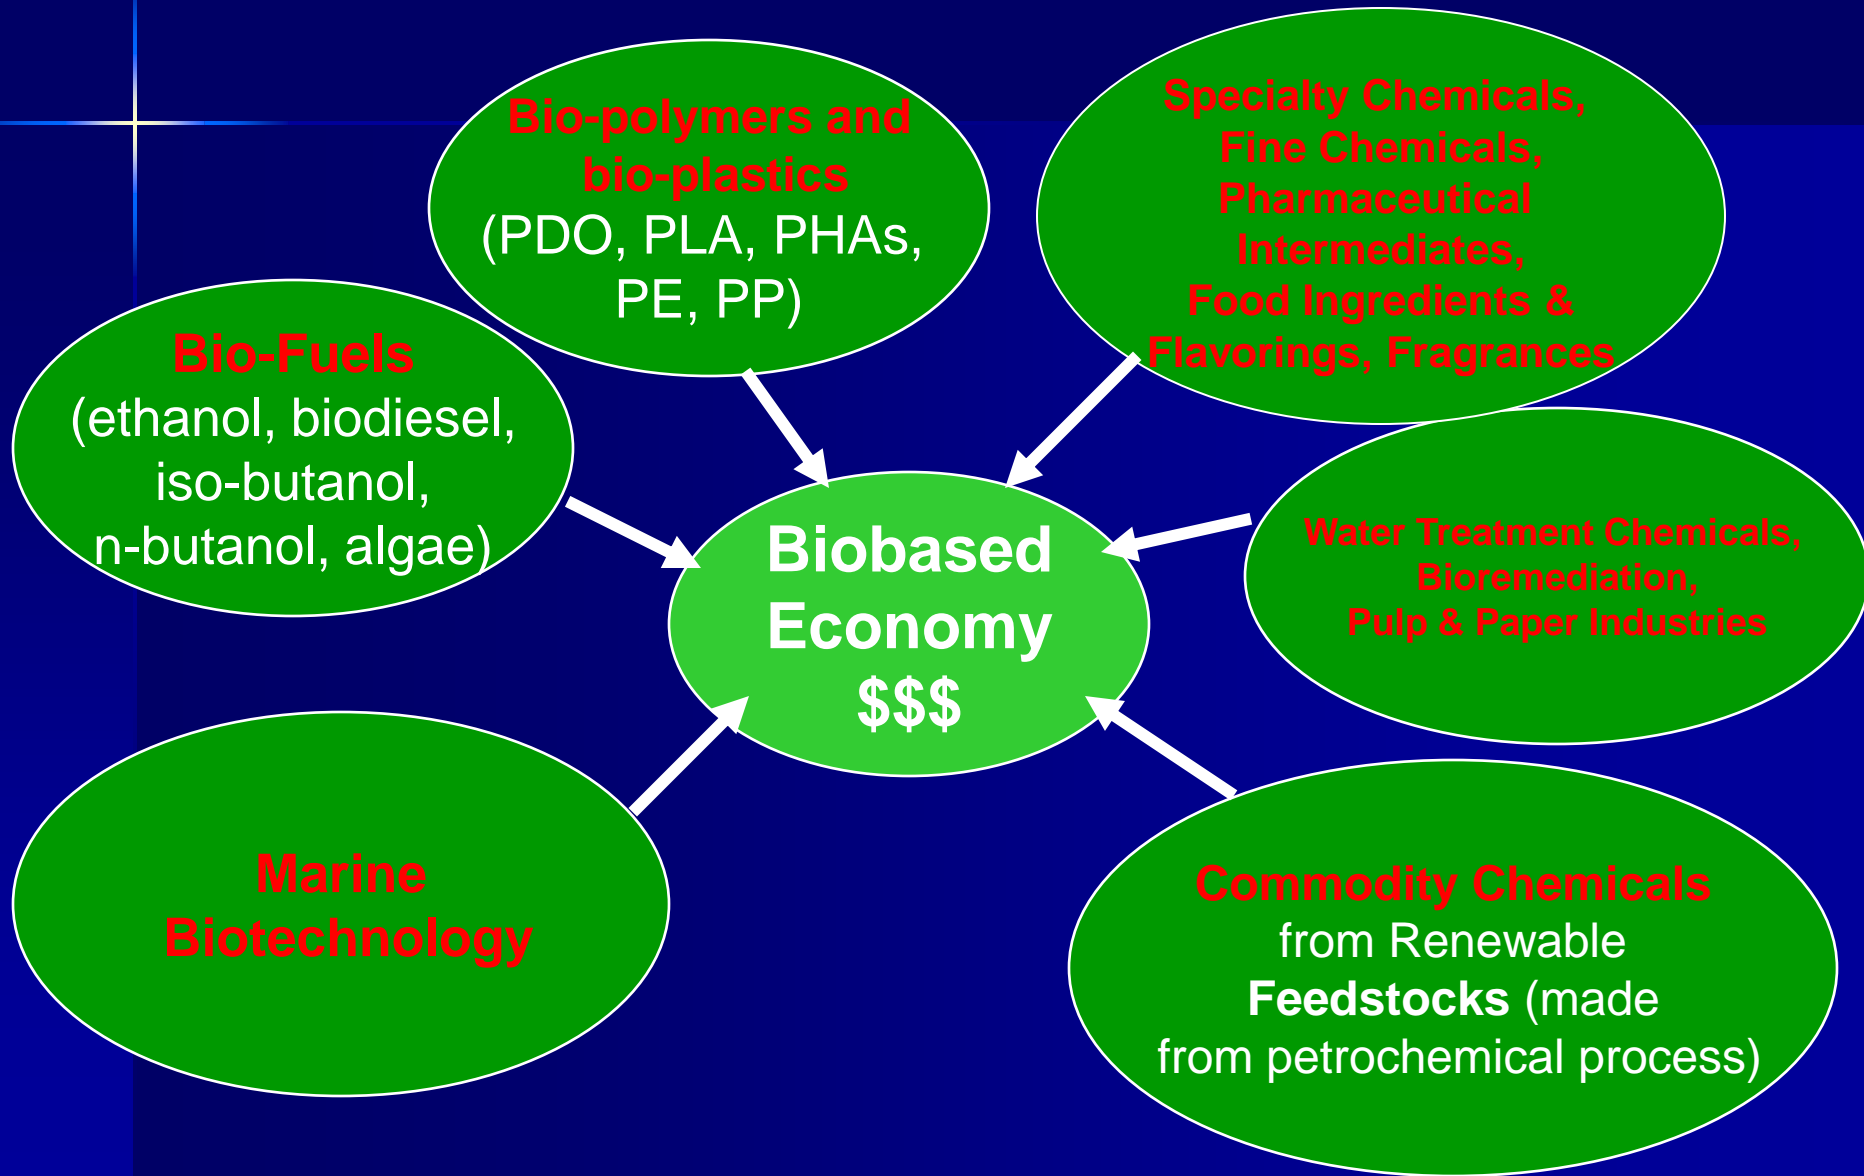 Bio-polymers and
bio-plastics
(PDO, PLA, PHAs,
PE, PP)
Specialty Chemicals,
Fine Chemicals,
Pharmaceutical
Intermediates,
Food Ingredients &
Flavorings, Fragrances
Bio-Fuels
(ethanol, biodiesel,
iso-butanol,
n-butanol, algae)
Biobased
Economy
$$$
Water Treatment Chemicals,
Bioremediation,
Pulp & Paper Industries
Marine
Biotechnology
Commodity Chemicals
from Renewable
Feedstocks (made
from petrochemical process)